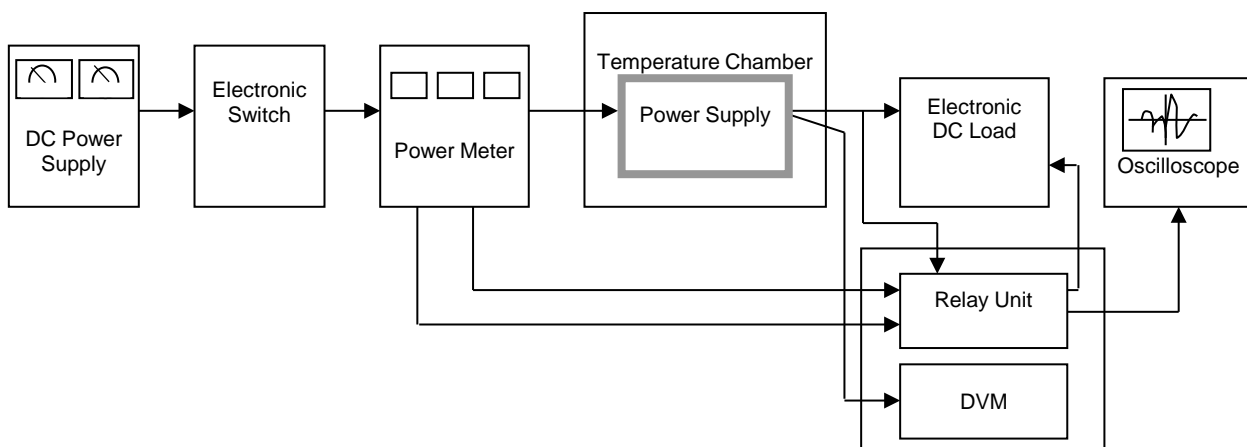 DC Power
Supply
Electronic
Switch
Power Meter
Temperature Chamber
Power Supply
Electronic
DC Load
Oscilloscope
Relay Unit
DVM